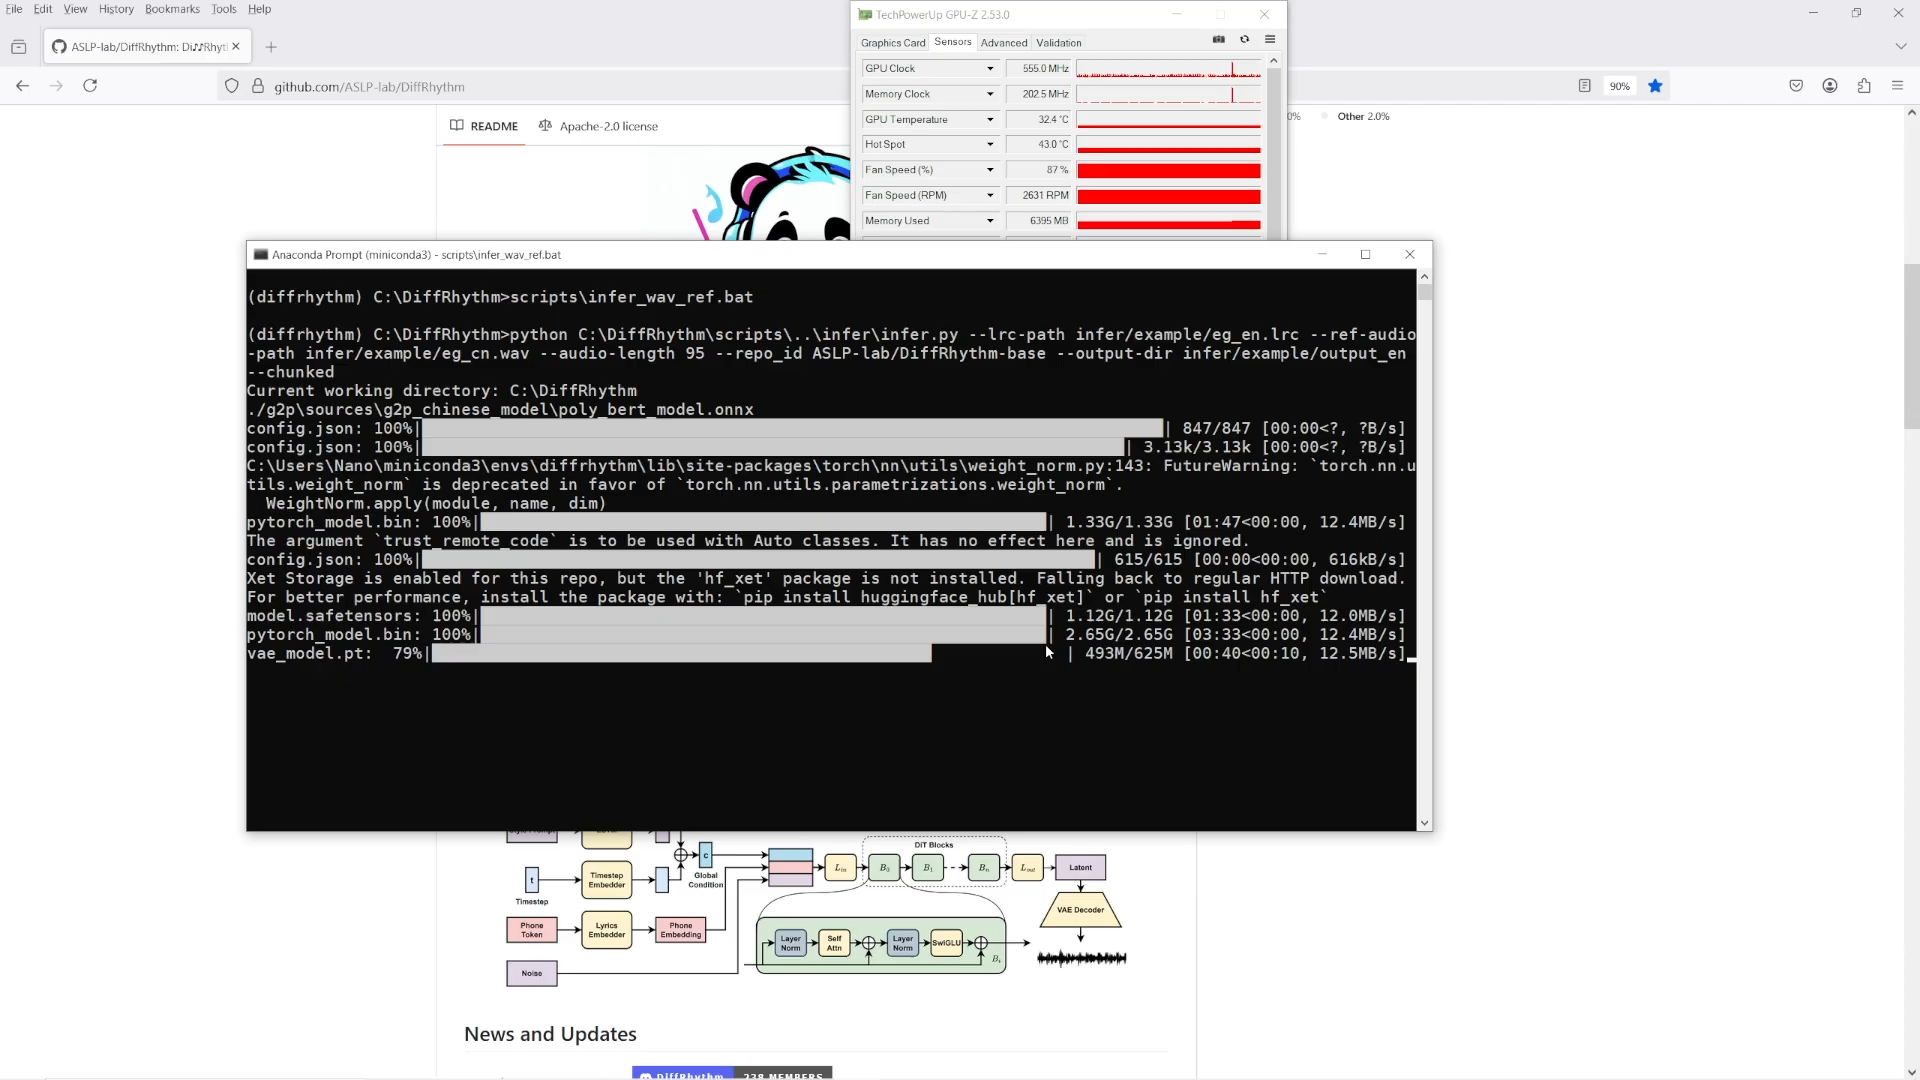 File Edit View History Bookmarks Tools Help
ASLP-lab/DiffRhythm: Di♪♪Rhyt
github.com/ASLP-lab/DiffRhythm
90%
README
Apache-2.0 license
0% Other 2.0%
TechPowerUp GPU-Z 2.53.0
Graphics Card Sensors Advanced Validation
GPU Clock 555.0 MHz
Memory Clock 202.5 MHz
GPU Temperature 32.4 °C
Hot Spot 43.0 °C
Fan Speed (%) 87 %
Fan Speed (RPM) 2631 RPM
Memory Used 6395 MB
Anaconda Prompt (miniconda3) - scripts\infer_wav_ref.bat
(diffrhythm) C:\DiffRhythm>scripts\infer_wav_ref.bat
(diffrhythm) C:\DiffRhythm>python C:\DiffRhythm\scripts\..\infer\infer.py --lrc-path infer/example/eg_en.lrc --ref-audio
-path infer/example/eg_cn.wav --audio-length 95 --repo_id ASLP-lab/DiffRhythm-base --output-dir infer/example/output_en
--chunked
Current working directory: C:\DiffRhythm
./g2p\sources\g2p_chinese_model\poly_bert_model.onnx
config.json: 100%| | 847/847 [00:00<?, ?B/s]
config.json: 100%| | 3.13k/3.13k [00:00<?, ?B/s]
C:\Users\Nano\miniconda3\envs\diffrhythm\lib\site-packages\torch\nn\utils\weight_norm.py:143: FutureWarning: `torch.nn.u
tils.weight_norm` is deprecated in favor of `torch.nn.utils.parametrizations.weight_norm`.
WeightNorm.apply(module, name, dim)
pytorch_model.bin: 100%| | 1.33G/1.33G [01:47<00:00, 12.4MB/s]
The argument `trust_remote_code` is to be used with Auto classes. It has no effect here and is ignored.
config.json: 100%| | 615/615 [00:00<00:00, 616kB/s]
Xet Storage is enabled for this repo, but the 'hf_xet' package is not installed. Falling back to regular HTTP download.
For better performance, install the package with: `pip install huggingface_hub[hf_xet]` or `pip install hf_xet`
model.safetensors: 100%| | 1.12G/1.12G [01:33<00:00, 12.0MB/s]
pytorch_model.bin: 100%| | 2.65G/2.65G [03:33<00:00, 12.4MB/s]
vae_model.pt: 79%| | 493M/625M [00:40<00:10, 12.5MB/s]
DiT Blocks
t
Timestep
Timestep
Embedder
c
Global
Condition
Lin
B0
B1
Bn
Lout
Latent
VAE Decoder
Phone
Token
Lyrics
Embedder
Phone
Embedding
Layer
Norm
Self
Attn
Layer
Norm
SwiGLU
Noise
News and Updates
DiffRhythm 238 MEMBERS